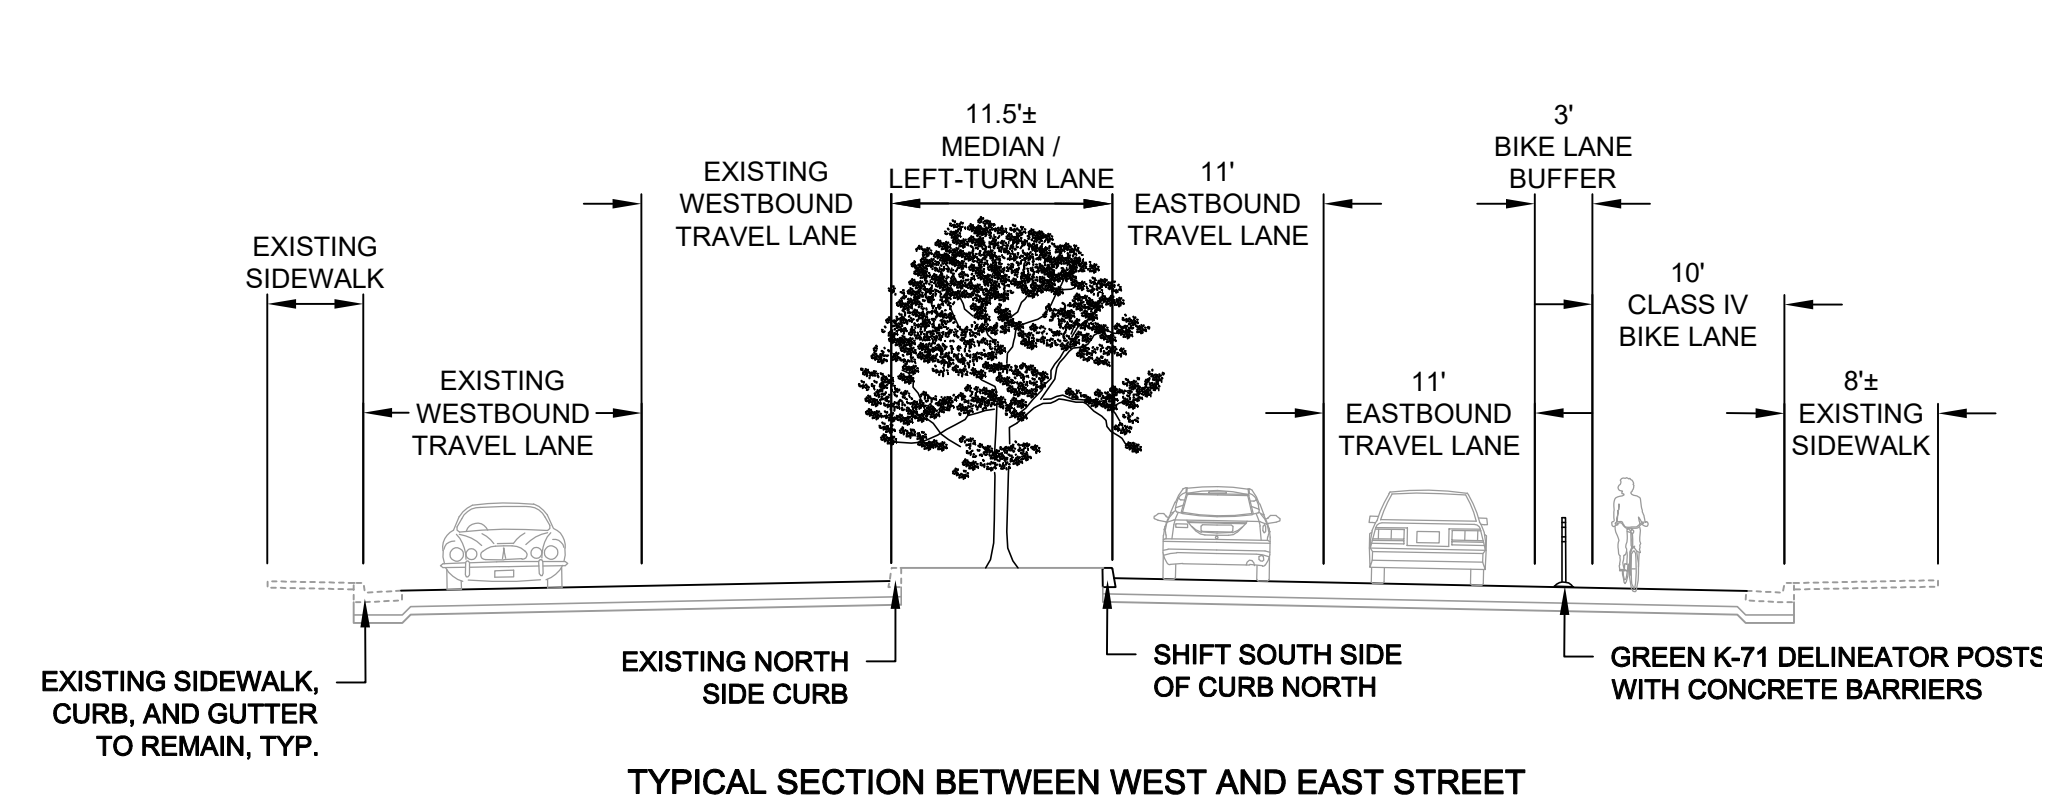 EXISTING
SIDEWALK
EXISTING
WESTBOUND
TRAVEL LANE
EXISTING
WESTBOUND
TRAVEL LANE
11.5'±
MEDIAN /
LEFT-TURN LANE
11'
EASTBOUND
TRAVEL LANE
11'
EASTBOUND
TRAVEL LANE
3'
BIKE LANE
BUFFER
10'
CLASS IV
BIKE LANE
8'±
EXISTING
SIDEWALK
EXISTING SIDEWALK,
CURB, AND GUTTER
TO REMAIN, TYP.
EXISTING NORTH
SIDE CURB
SHIFT SOUTH SIDE
OF CURB NORTH
GREEN K-71 DELINEATOR POSTS
WITH CONCRETE BARRIERS
TYPICAL SECTION BETWEEN WEST AND EAST STREET